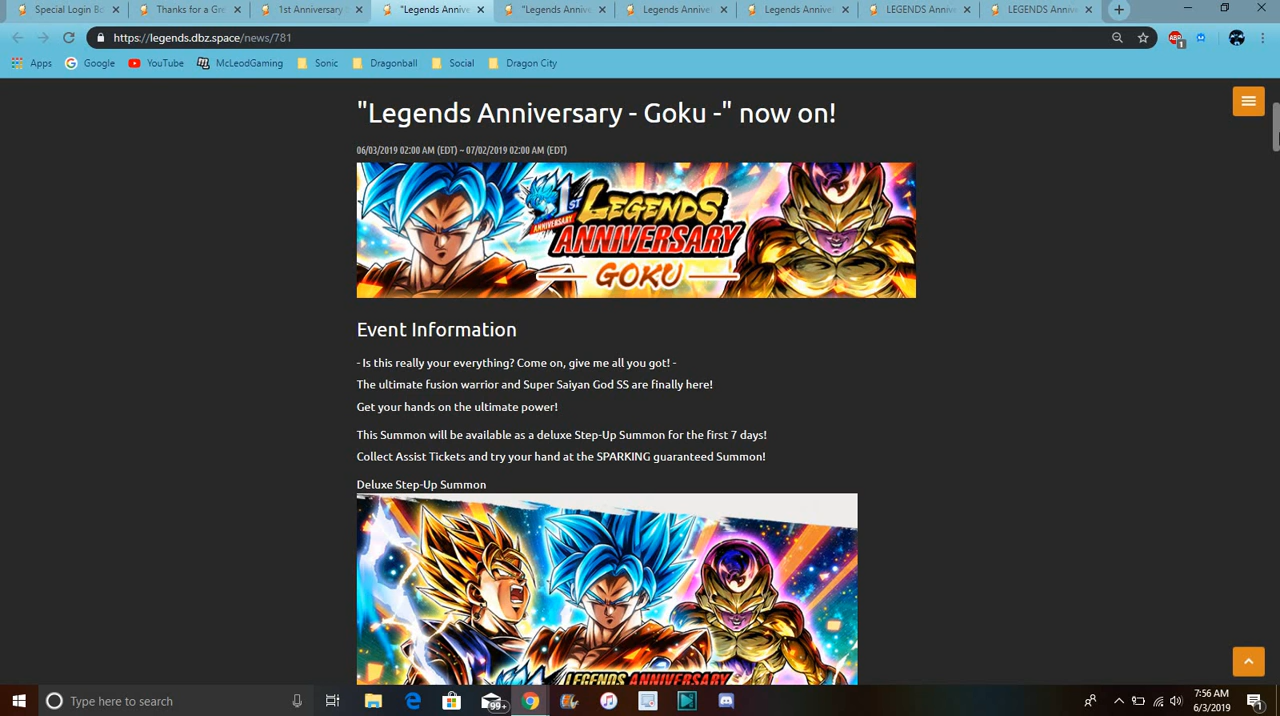 Special Login Bo
Thanks for a Gre
1st Anniversary
"Legends Annive
"Legends Annive
Legends Annive
Legends Annive
LEGENDS Anniv
LEGENDS Anniv
https://legends.dbz.space/news/781
ABP
1
Apps
Google
YouTube
McLeodGaming
Sonic
Dragonball
Social
Dragon City
"Legends Anniversary - Goku -" now on!
06/03/2019 02:00 AM (EDT) ~ 07/02/2019 02:00 AM (EDT)
1ST
ANNIVERSARY
LEGENDS
ANNIVERSARY
GOKU
Event Information
- Is this really your everything? Come on, give me all you got! -
The ultimate fusion warrior and Super Saiyan God SS are finally here!
Get your hands on the ultimate power!
This Summon will be available as a deluxe Step-Up Summon for the first 7 days!
Collect Assist Tickets and try your hand at the SPARKING guaranteed Summon!
Deluxe Step-Up Summon
LEGENDS ANNIVERSARY
Type here to search
99+
7:56 AM
6/3/2019
1